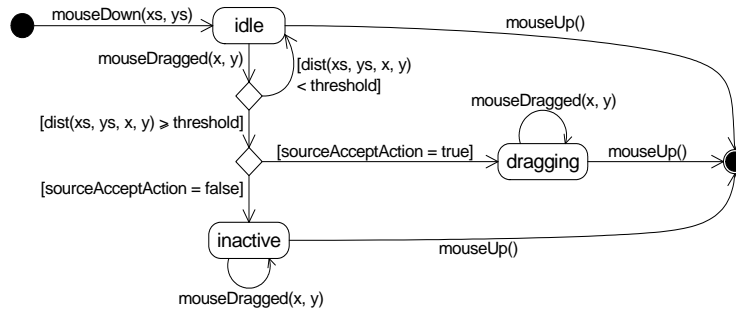 mouseDown(xs, ys)
idle
mouseUp()
mouseDragged(x, y)
[dist(xs, ys, x, y)
< threshold]
[dist(xs, ys, x, y) ⩾ threshold]
mouseDragged(x, y)
[sourceAcceptAction = true]
dragging
mouseUp()
[sourceAcceptAction = false]
inactive
mouseUp()
mouseDragged(x, y)